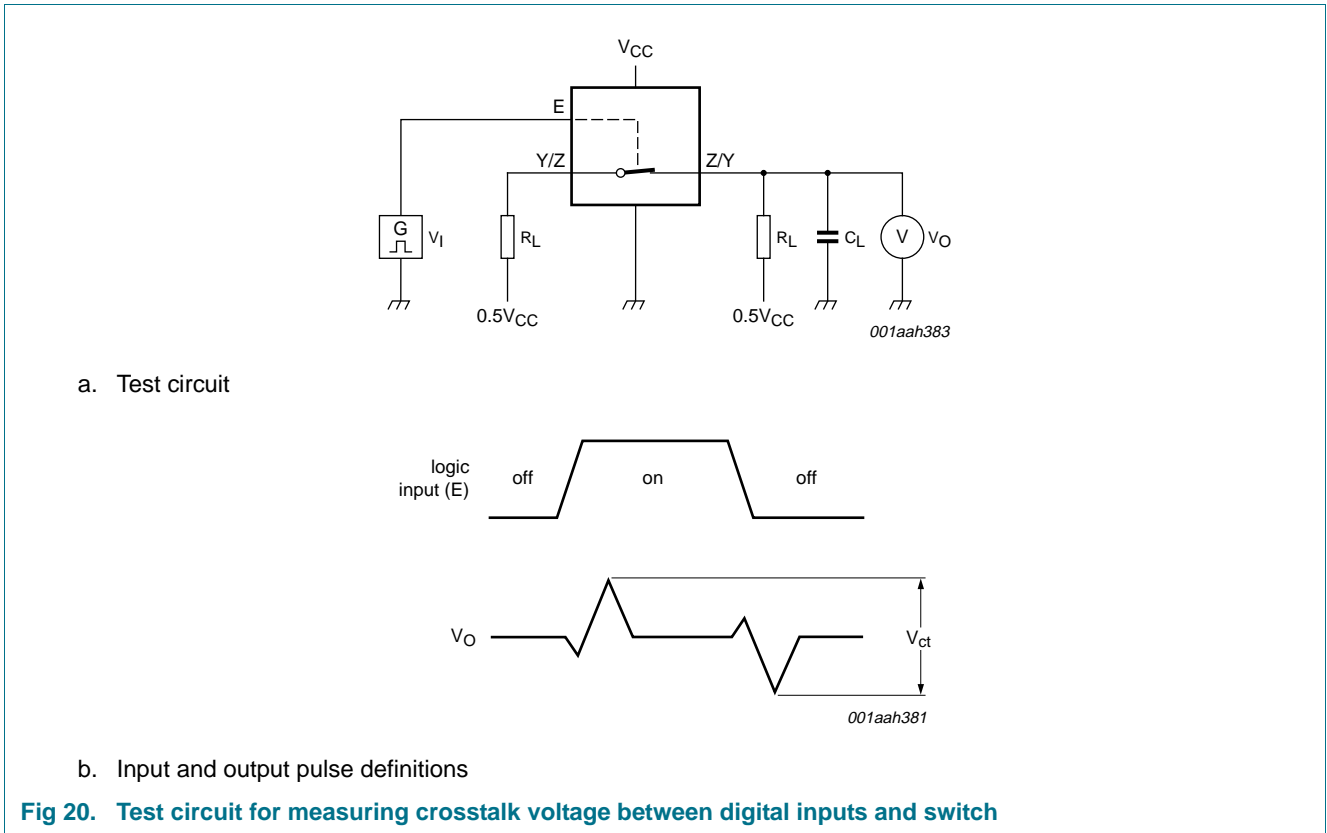 VCC
E
Y/Z
Z/Y
G
VI
RL
RL
CL
V
VO
0.5VCC
0.5VCC
001aah383
a. Test circuit
logic
input (E)
off
on
off
VO
Vct
001aah381
b. Input and output pulse definitions
Fig 20. Test circuit for measuring crosstalk voltage between digital inputs and switch